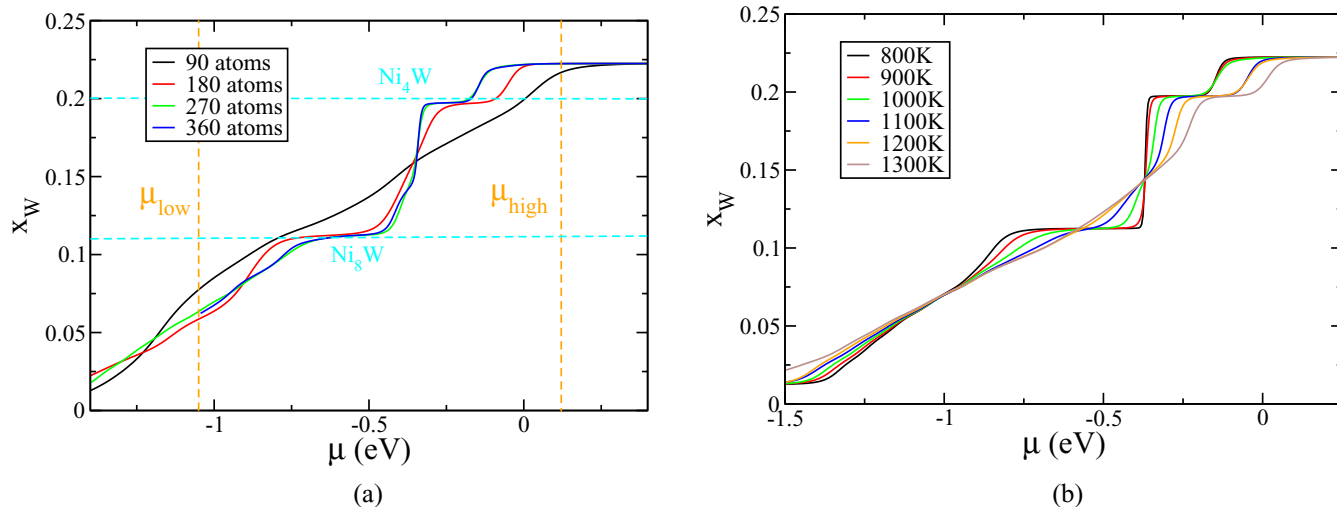 0.25
0.2
0.15
0.1
0.05
0
x_W
90 atoms
180 atoms
270 atoms
360 atoms
Ni₄W
μ_low
μ_high
Ni₈W
-1
-0.5
0
μ (eV)
(a)
0.25
0.2
0.15
0.1
0.05
0
x_W
800K
900K
1000K
1100K
1200K
1300K
-1.5
-1
-0.5
0
μ (eV)
(b)